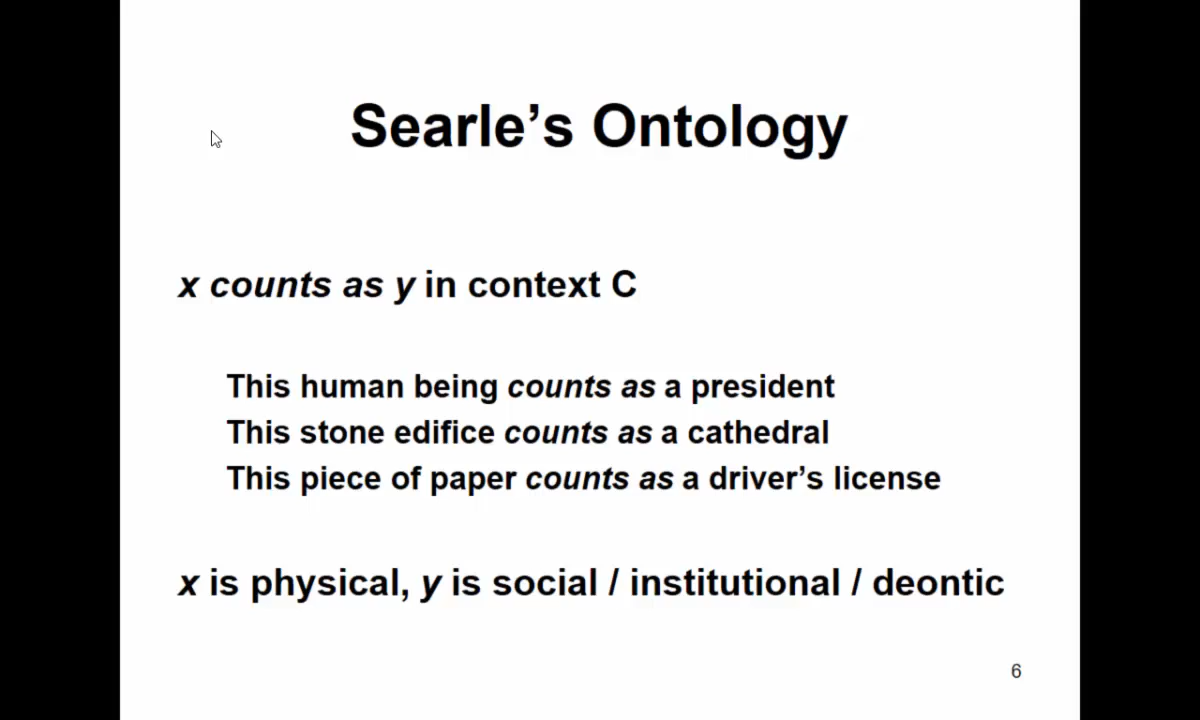 Searle’s Ontology
x counts as y in context C
This human being counts as a president
This stone edifice counts as a cathedral
This piece of paper counts as a driver’s license
x is physical, y is social / institutional / deontic
6